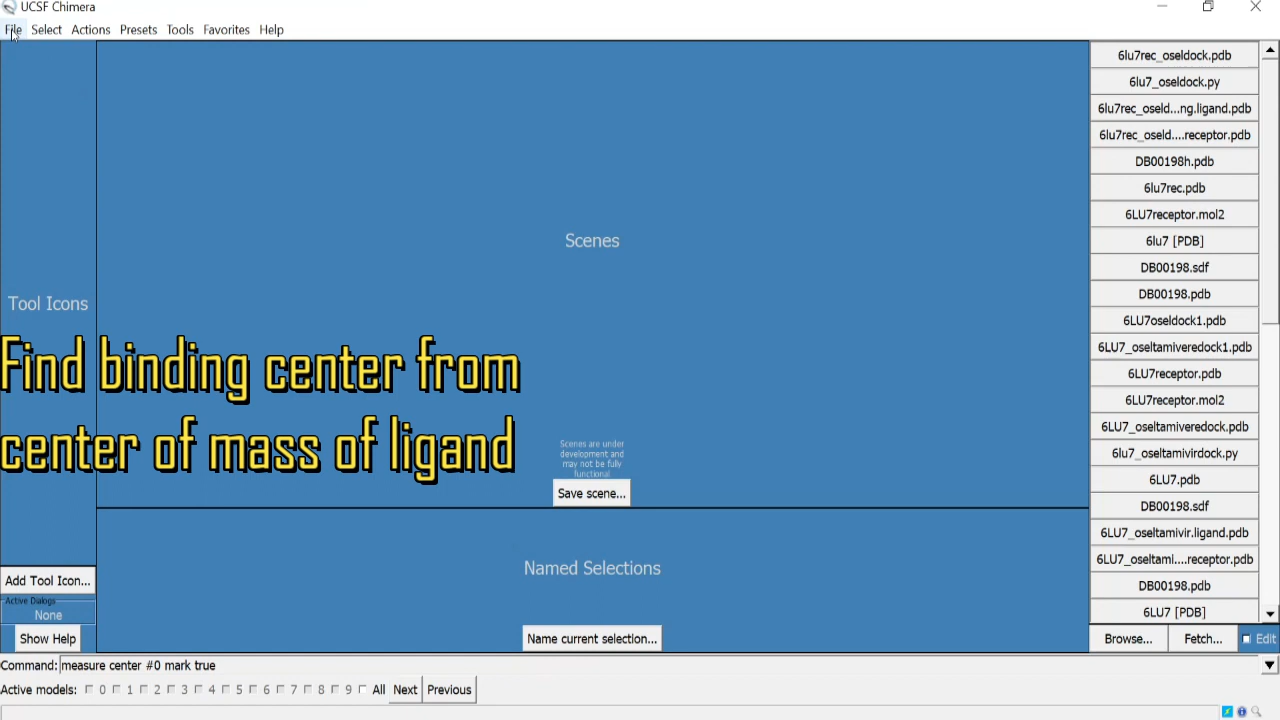 UCSF Chimera
File Select Actions Presets Tools Favorites Help
6lu7rec_oseldock.pdb
6lu7_oseldock.py
6lu7rec_oseld...ng.ligand.pdb
6lu7rec_oseld....receptor.pdb
DB00198h.pdb
6lu7rec.pdb
6LU7receptor.mol2
6lu7 [PDB]
DB00198.sdf
DB00198.pdb
6LU7oseldock1.pdb
6LU7_oseltamiveredock1.pdb
6LU7receptor.pdb
6LU7receptor.mol2
6LU7_oseltamiveredock.pdb
6lu7_oseltamivirdock.py
6LU7.pdb
DB00198.sdf
6LU7_oseltamivir.ligand.pdb
6LU7_oseltami....receptor.pdb
DB00198.pdb
6LU7 [PDB]
Browse... Fetch... Edit
Scenes
Tool Icons
Find binding center from
center of mass of ligand
Scenes are under
development and
may not be fully
functional
Save scene...
Named Selections
Name current selection...
Add Tool Icon...
Active Dialogs
None
Show Help
Command: measure center #0 mark true
Active models: 0 1 2 3 4 5 6 7 8 9 All Next Previous